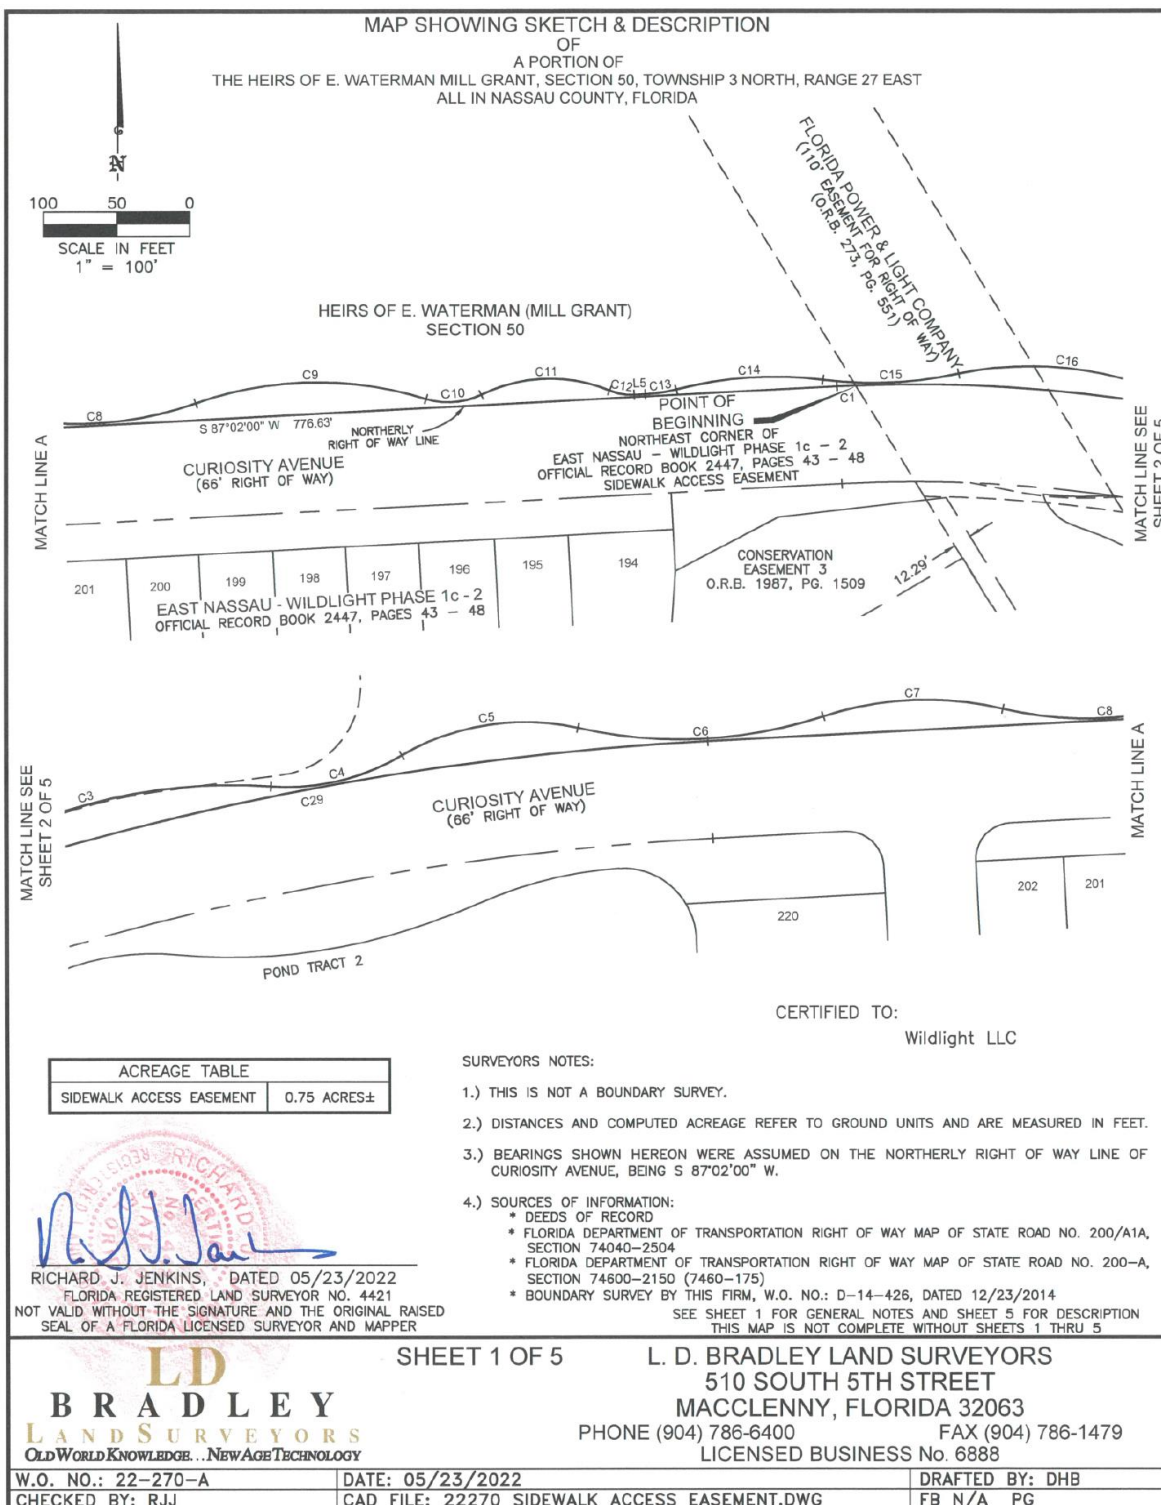 MAP SHOWING SKETCH & DESCRIPTION
OF
A PORTION OF
THE HEIRS OF E. WATERMAN MILL GRANT, SECTION 50, TOWNSHIP 3 NORTH, RANGE 27 EAST
ALL IN NASSAU COUNTY, FLORIDA
N
100 50 0
SCALE IN FEET
1" = 100'
FLORIDA POWER & LIGHT COMPANY
(110' EASEMENT FOR RIGHT OF WAY)
(O.R.B. 273, PG. 551)
HEIRS OF E. WATERMAN (MILL GRANT)
SECTION 50
C8
C9
C10
C11
C12
L5
C13
C14
C1
C15
C16
S 87°02'00" W 776.63'
NORTHERLY
RIGHT OF WAY LINE
POINT OF
BEGINNING
NORTHEAST CORNER OF
EAST NASSAU - WILDLIGHT PHASE 1c - 2
OFFICIAL RECORD BOOK 2447, PAGES 43 - 48
SIDEWALK ACCESS EASEMENT
CURIOSITY AVENUE
(66' RIGHT OF WAY)
MATCH LINE A
MATCH LINE SEE
SHEET 2 OF 5
201
200
199
198
197
196
195
194
CONSERVATION
EASEMENT 3
O.R.B. 1987, PG. 1509
12.29'
EAST NASSAU - WILDLIGHT PHASE 1c - 2
OFFICIAL RECORD BOOK 2447, PAGES 43 - 48
MATCH LINE SEE
SHEET 2 OF 5
C3
C4
C29
C5
C6
C7
C8
CURIOSITY AVENUE
(66' RIGHT OF WAY)
MATCH LINE A
220
202
201
POND TRACT 2
CERTIFIED TO:
Wildlight LLC
ACREAGE TABLE
SIDEWALK ACCESS EASEMENT 0.75 ACRES±
SURVEYORS NOTES:
1.) THIS IS NOT A BOUNDARY SURVEY.
2.) DISTANCES AND COMPUTED ACREAGE REFER TO GROUND UNITS AND ARE MEASURED IN FEET.
3.) BEARINGS SHOWN HEREON WERE ASSUMED ON THE NORTHERLY RIGHT OF WAY LINE OF
CURIOSITY AVENUE, BEING S 87°02'00" W.
4.) SOURCES OF INFORMATION:
* DEEDS OF RECORD
* FLORIDA DEPARTMENT OF TRANSPORTATION RIGHT OF WAY MAP OF STATE ROAD NO. 200/A1A,
SECTION 74040-2504
* FLORIDA DEPARTMENT OF TRANSPORTATION RIGHT OF WAY MAP OF STATE ROAD NO. 200-A,
SECTION 74600-2150 (7460-175)
* BOUNDARY SURVEY BY THIS FIRM, W.O. NO.: D-14-426, DATED 12/23/2014
SEE SHEET 1 FOR GENERAL NOTES AND SHEET 5 FOR DESCRIPTION
THIS MAP IS NOT COMPLETE WITHOUT SHEETS 1 THRU 5
RICHARD J. JENKINS, DATED 05/23/2022
FLORIDA REGISTERED LAND SURVEYOR NO. 4421
NOT VALID WITHOUT THE SIGNATURE AND THE ORIGINAL RAISED
SEAL OF A FLORIDA LICENSED SURVEYOR AND MAPPER
LD
BRADLEY
LAND SURVEYORS
OLD WORLD KNOWLEDGE...NEW AGE TECHNOLOGY
SHEET 1 OF 5
L. D. BRADLEY LAND SURVEYORS
510 SOUTH 5TH STREET
MACCLENNY, FLORIDA 32063
PHONE (904) 786-6400 FAX (904) 786-1479
LICENSED BUSINESS No. 6888
W.O. NO.: 22-270-A DATE: 05/23/2022 DRAFTED BY: DHB
CHECKED BY: RJJ CAD FILE: 22270 SIDEWALK ACCESS EASEMENT.DWG FB N/A PG